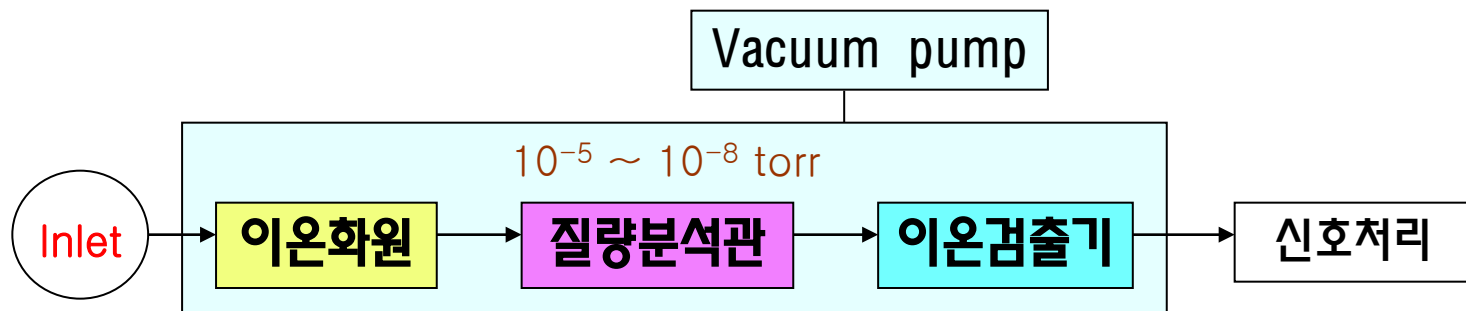 Vacuum pump
10⁻⁵ ~ 10⁻⁸ torr
Inlet
이온화원
질량분석관
이온검출기
신호처리